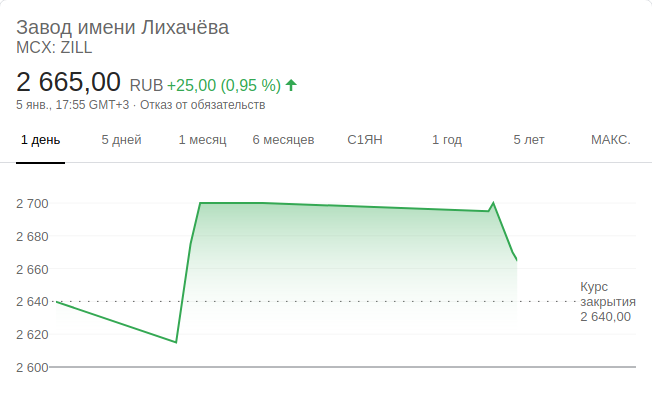 Завод имени Лихачёва
MCX: ZILL
2 665,00 RUB +25,00 (0,95 %)
5 янв., 17:55 GMT+3 · Отказ от обязательств
1 день 5 дней 1 месяц 6 месяцев С1ЯН 1 год 5 лет МАКС.
2 700
2 680
2 660
2 640
2 620
2 600
Курс
закрытия
2 640,00